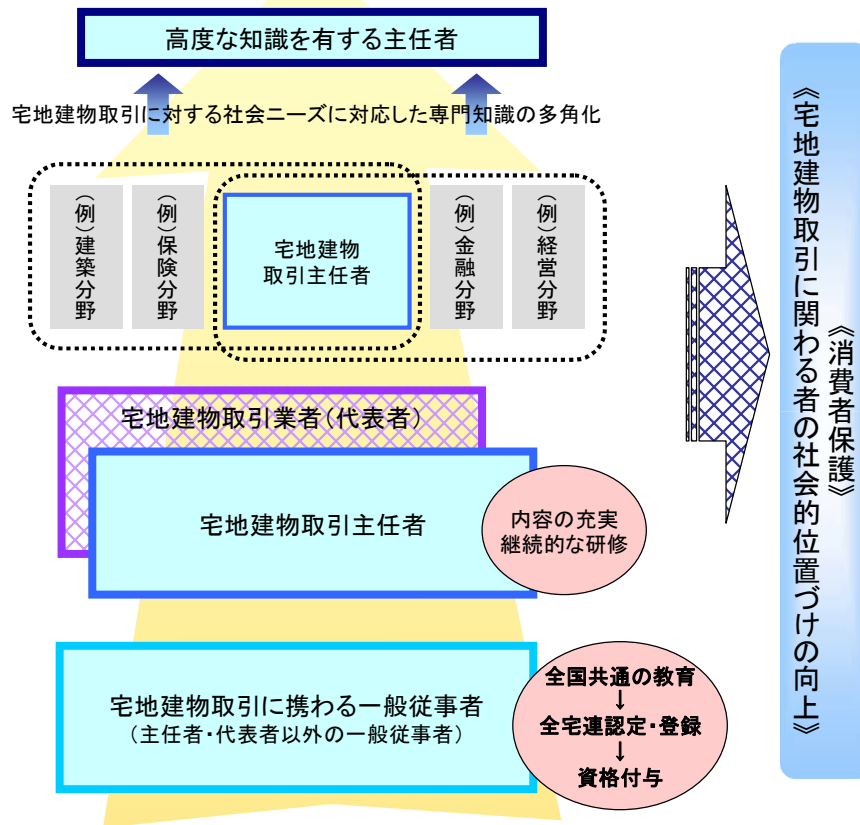 高度な知識を有する主任者
宅地建物取引に対する社会ニーズに対応した専門知識の多角化
(例)建築分野
(例)保険分野
宅地建物
取引主任者
(例)金融分野
(例)経営分野
宅地建物取引業者(代表者)
宅地建物取引主任者
内容の充実
継続的な研修
宅地建物取引に携わる一般従事者
(主任者・代表者以外の一般従事者)
全国共通の教育
↓
全宅連認定・登録
↓
資格付与
《消費者保護》
《宅地建物取引に関わる者の社会的位置づけの向上》